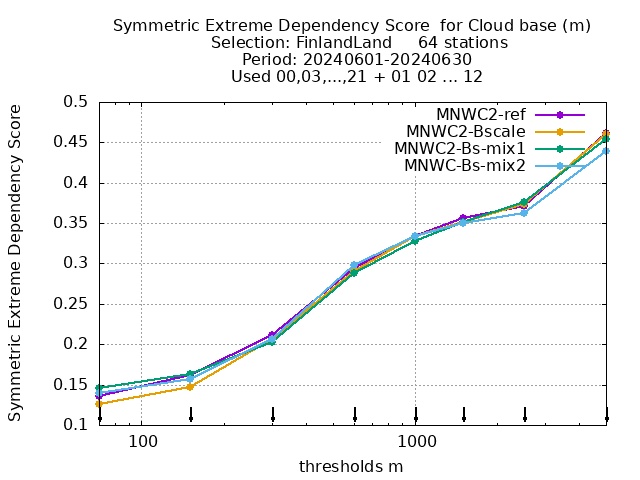 Symmetric Extreme Dependency Score  for Cloud base (m)
Selection: FinlandLand     64 stations
Period: 20240601-20240630
Used 00,03,...,21 + 01 02 ... 12
MNWC2-ref
MNWC2-Bscale
MNWC2-Bs-mix1
MNWC-Bs-mix2
Symmetric Extreme Dependency Score
0.5
0.45
0.4
0.35
0.3
0.25
0.2
0.15
0.1
100
1000
thresholds m